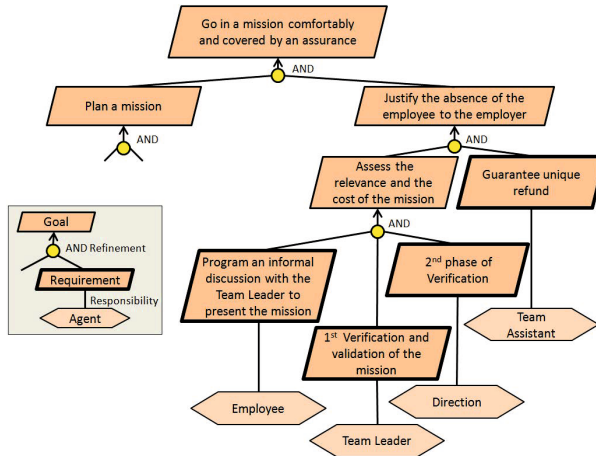 Go in a mission comfortably
and covered by an assurance
AND
Plan a mission
Justify the absence of the
employee to the employer
AND
AND
Assess the
relevance and the
cost of the mission
Guarantee unique
refund
AND
Goal
AND Refinement
Requirement
Responsibility
Agent
Program an informal
discussion with the
Team Leader to
present the mission
2nd phase of
Verification
1st Verification and
validation of the
mission
Team
Assistant
Employee
Direction
Team Leader